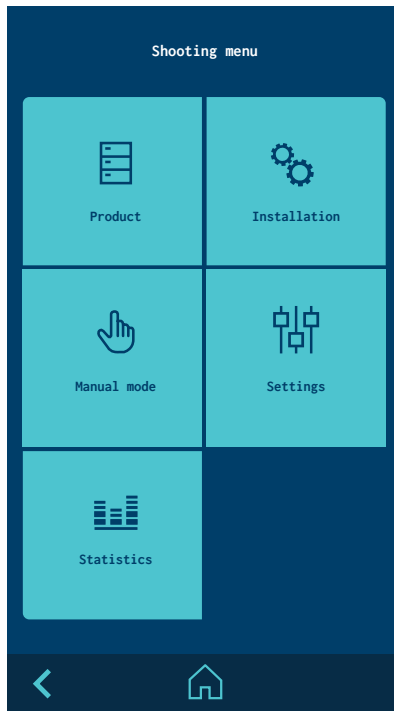 Shooting menu
Product
Installation
Manual mode
Settings
Statistics